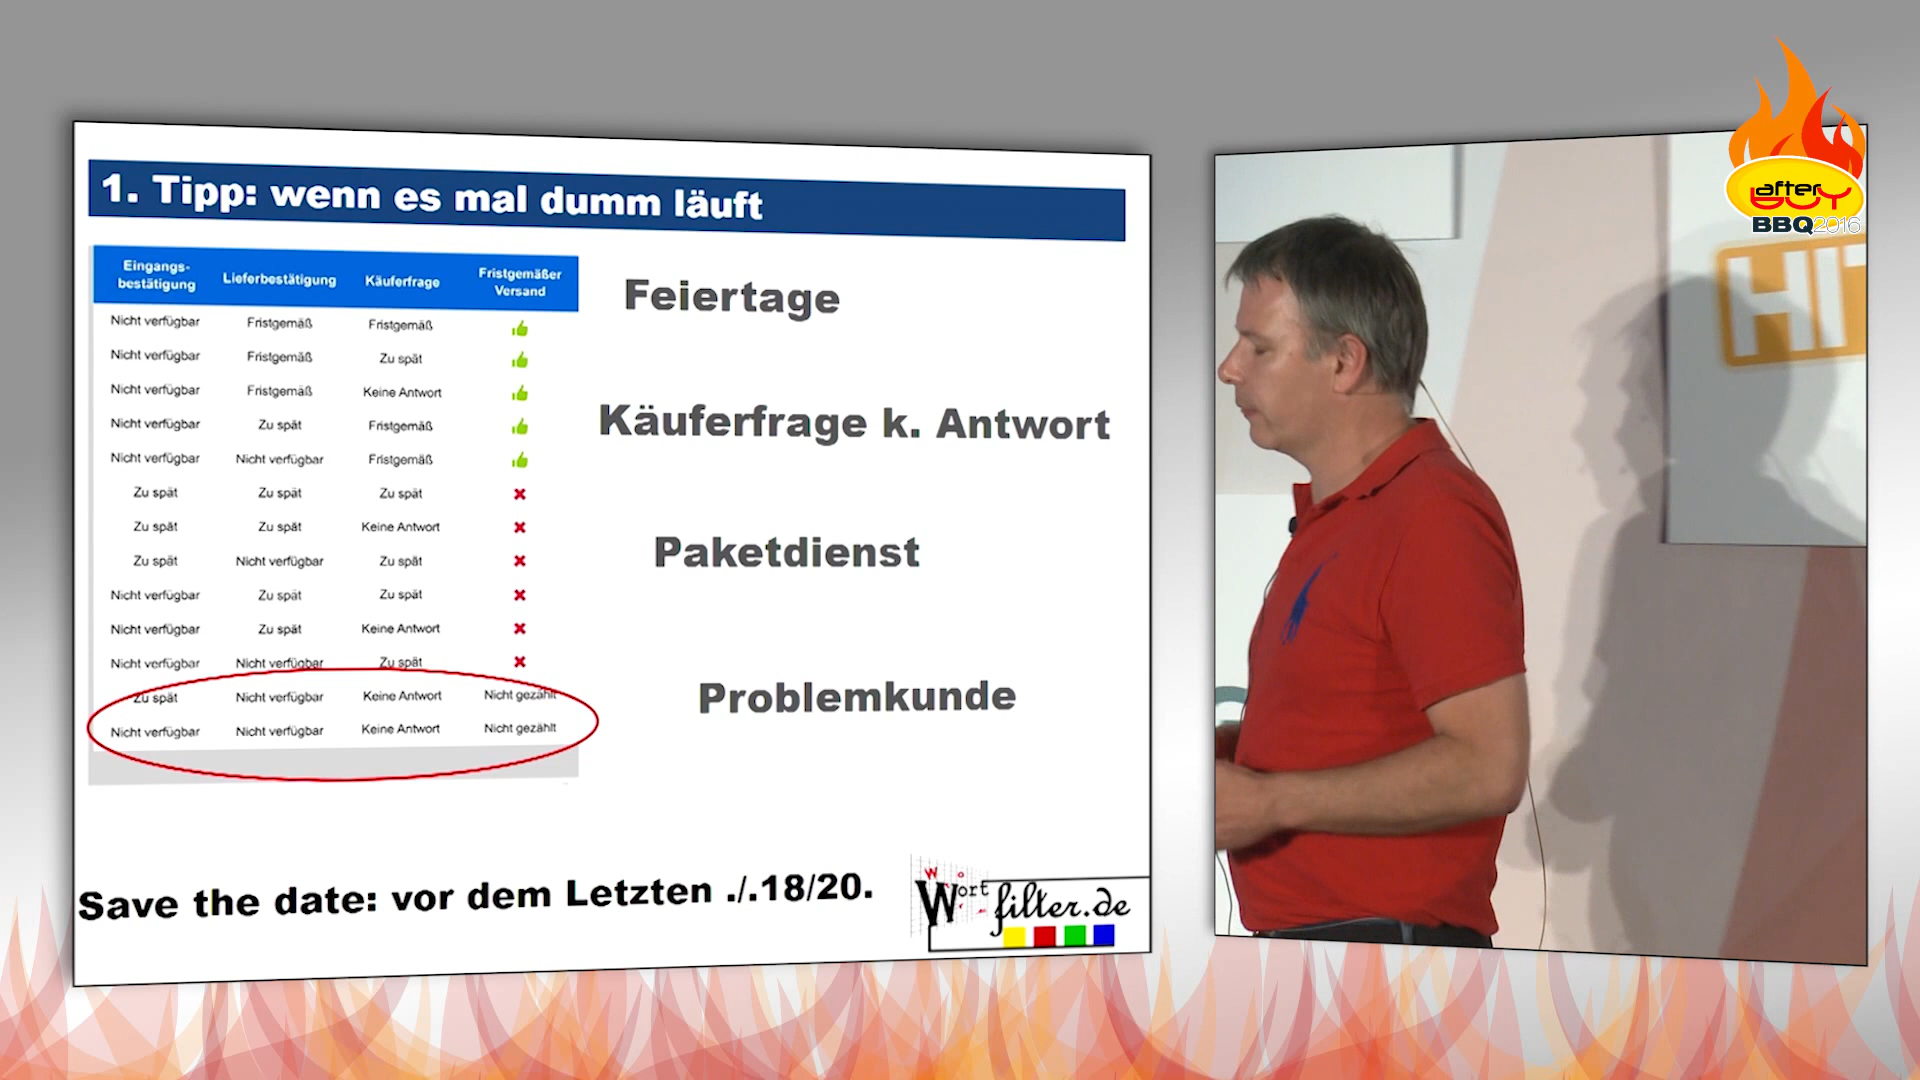 1. Tipp: wenn es mal dumm läuft
Eingangs-
bestätigung Lieferbestätigung Käuferfrage Fristgemäßer
Versand
Nicht verfügbar Fristgemäß Fristgemäß
Nicht verfügbar Fristgemäß Zu spät
Nicht verfügbar Fristgemäß Keine Antwort
Nicht verfügbar Zu spät Fristgemäß
Nicht verfügbar Nicht verfügbar Fristgemäß
Zu spät Zu spät Zu spät
Zu spät Zu spät Keine Antwort
Zu spät Nicht verfügbar Zu spät
Nicht verfügbar Zu spät Zu spät
Nicht verfügbar Zu spät Keine Antwort
Nicht verfügbar Nicht verfügbar Zu spät
Zu spät Nicht verfügbar Keine Antwort Nicht gezählt
Nicht verfügbar Nicht verfügbar Keine Antwort Nicht gezählt
Feiertage
Käuferfrage k. Antwort
Paketdienst
Problemkunde
Save the date: vor dem Letzten ./.18/20.
Wortfilter.de
after
BUY
BBQ2016
HIT